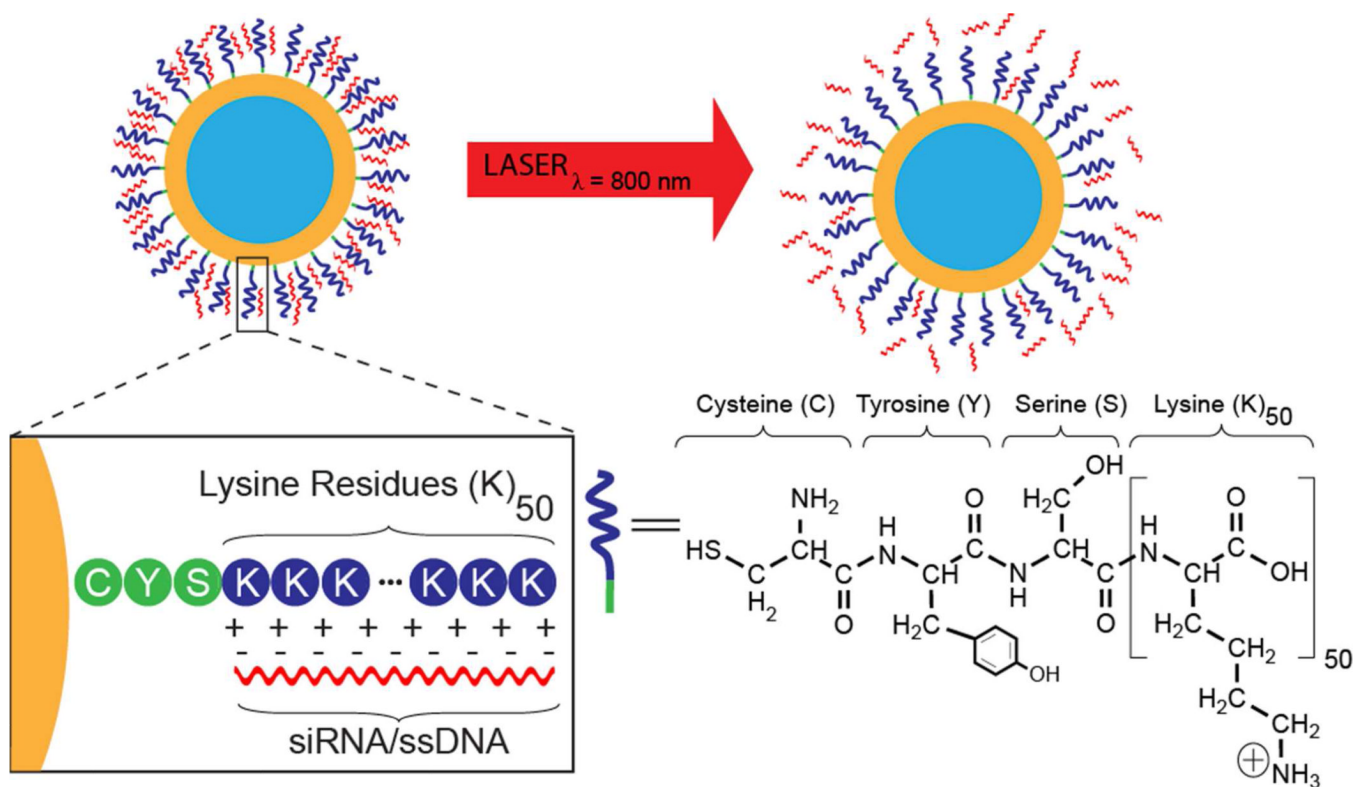 LASER λ = 800 nm
Cysteine (C) Tyrosine (Y) Serine (S) Lysine (K)50
Lysine Residues (K)50
C Y S K K K ··· K K K
+ + + + + + + +
- - - - - - - -
siRNA/ssDNA
OH
NH2 O H2C H O
HS CH H N CH C N H CH C N CH C OH
C H2 C O H2C O H2C CH2 50
OH
H2C CH2
⊕ NH3